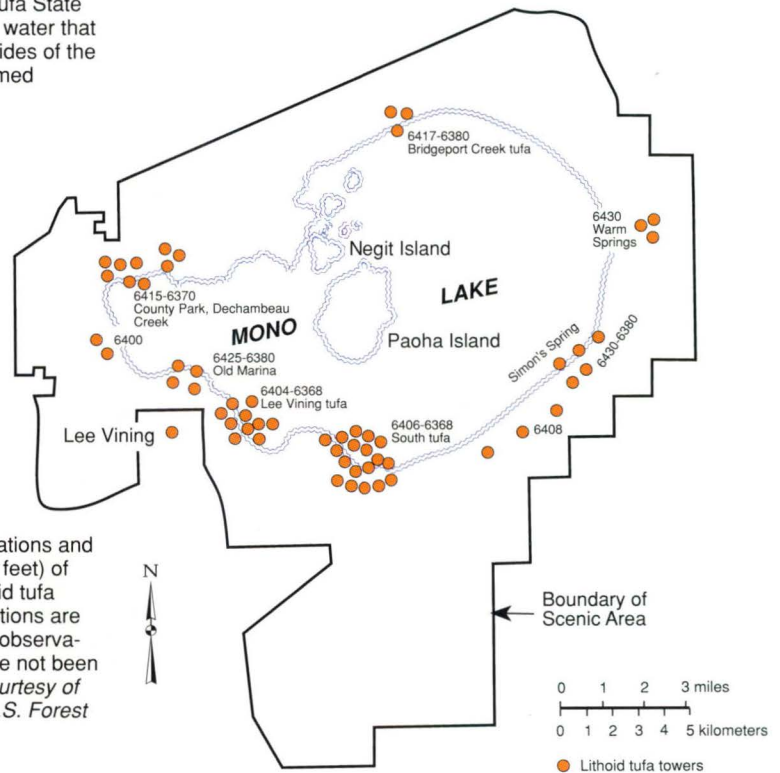 ufa State
water that
ides of the
med
6417-6380
Bridgeport Creek tufa
6430
Warm
Springs
Negit Island
6415-6370
County Park, Dechambeau
Creek
MONO
LAKE
Paoha Island
6400
6425-6380
Old Marina
Simon's Spring
6430-6380
6404-6368
Lee Vining tufa
6406-6368
South tufa
Lee Vining
6408
ations and
feet) of
id tufa
tions are
observa-
e not been
urtesy of
S. Forest
N
Boundary of
Scenic Area
0 1 2 3 miles
0 1 2 3 4 5 kilometers
Lithoid tufa towers